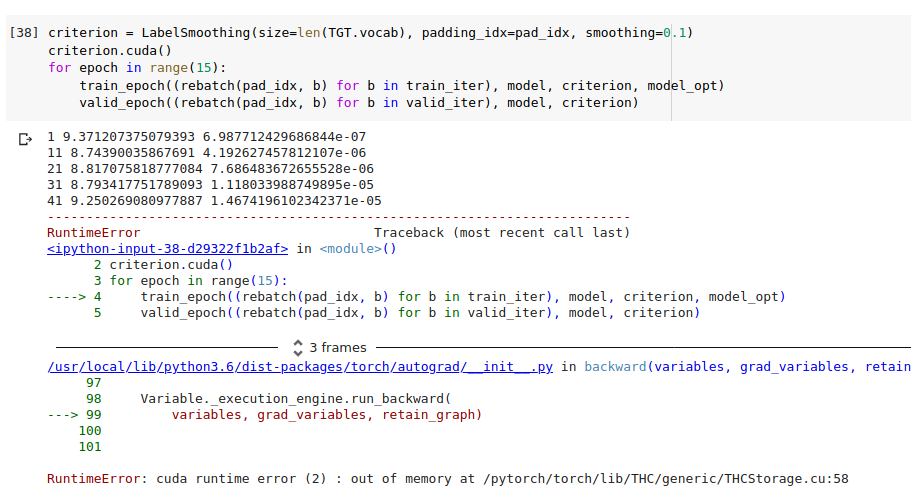 [38] criterion = LabelSmoothing(size=len(TGT.vocab), padding_idx=pad_idx, smoothing=0.1)
criterion.cuda()
for epoch in range(15):
    train_epoch((rebatch(pad_idx, b) for b in train_iter), model, criterion, model_opt)
    valid_epoch((rebatch(pad_idx, b) for b in valid_iter), model, criterion)
1 9.371207375079393 6.987712429686844e-07
11 8.74390035867691 4.192627457812107e-06
21 8.817075818777084 7.686483672655528e-06
31 8.793417751789093 1.118033988749895e-05
41 9.250269080977887 1.4674196102342371e-05
---------------------------------------------------------------------------
RuntimeError                              Traceback (most recent call last)
<ipython-input-38-d29322f1b2af> in <module>()
      2 criterion.cuda()
      3 for epoch in range(15):
----> 4     train_epoch((rebatch(pad_idx, b) for b in train_iter), model, criterion, model_opt)
      5     valid_epoch((rebatch(pad_idx, b) for b in valid_iter), model, criterion)
3 frames
/usr/local/lib/python3.6/dist-packages/torch/autograd/__init__.py in backward(variables, grad_variables, retain
     97
     98     Variable._execution_engine.run_backward(
---> 99         variables, grad_variables, retain_graph)
    100
    101
RuntimeError: cuda runtime error (2) : out of memory at /pytorch/torch/lib/THC/generic/THCStorage.cu:58